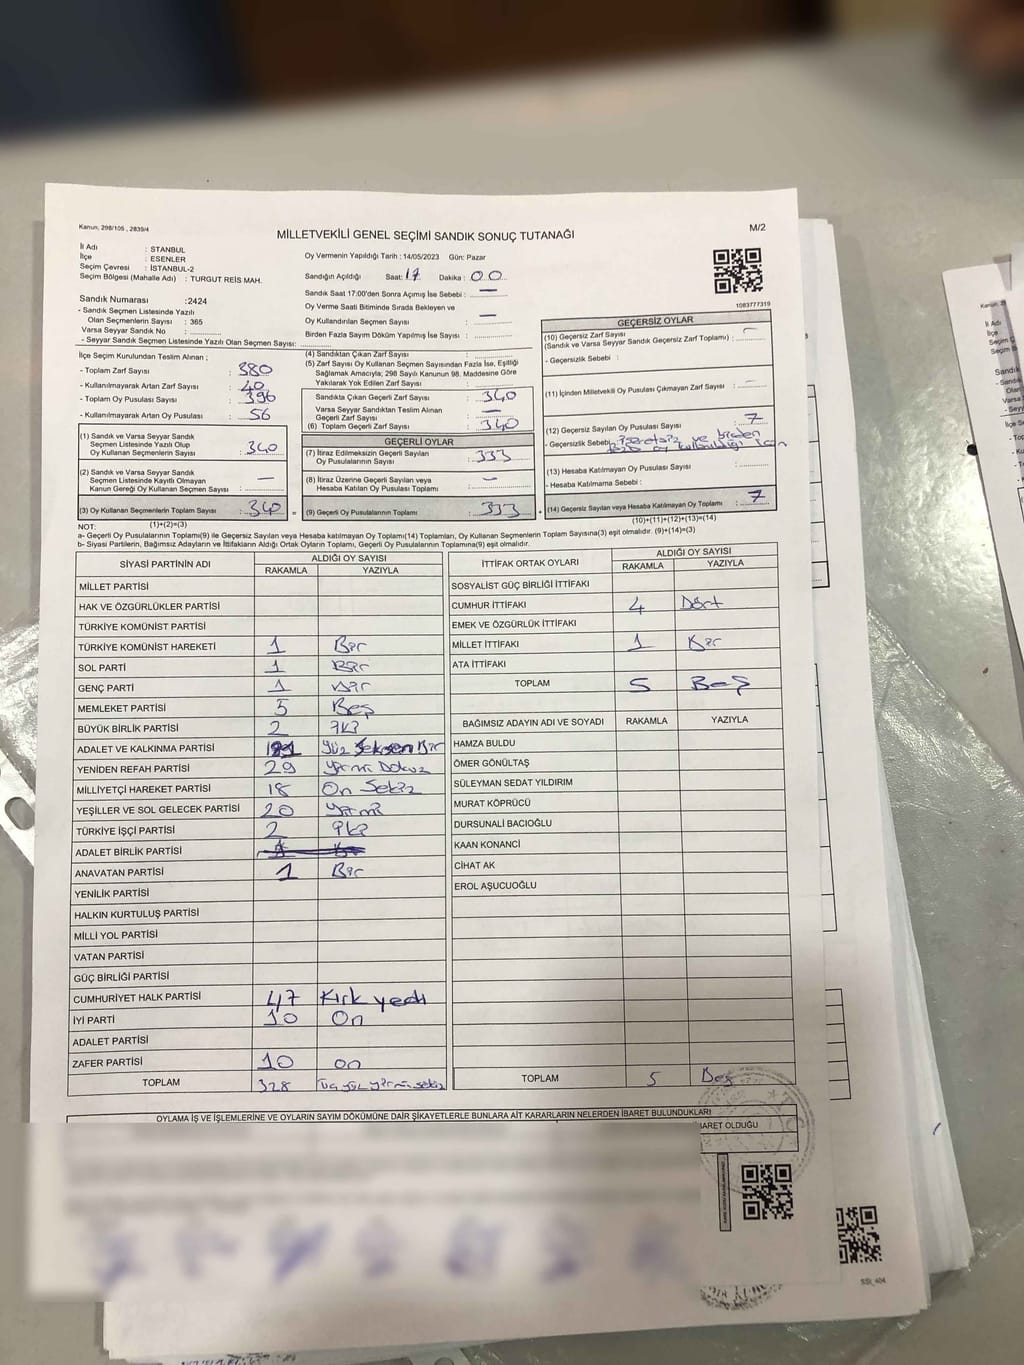 Kanun; 298/105 , 2839/4
M/2
MİLLETVEKİLİ GENEL SEÇİMİ SANDIK SONUÇ TUTANAĞI
İl Adı : STANBUL
İlçe : ESENLER
Seçim Çevresi : İSTANBUL-2
Seçim Bölgesi (Mahalle Adı) : TURGUT REİS MAH.
Sandık Numarası :2424
- Sandık Seçmen Listesinde Yazılı
Olan Seçmenlerin Sayısı : 365
Varsa Seyyar Sandık No :
- Seyyar Sandık Seçmen Listesinde Yazılı Olan Seçmen Sayısı:
Oy Vermenin Yapıldığı Tarih : 14/05/2023 Gün: Pazar
Sandığın Açıldığı Saat: 17 Dakika : 00
Sandık Saat 17:00'den Sonra Açımış İse Sebebi : —
Oy Verme Saati Bitiminde Sırada Bekleyen ve
Oy Kullandırılan Seçmen Sayısı : —
Birden Fazla Sayım Döküm Yapılmış İse Sebebi :
1083777319
İlçe Seçim Kurulundan Teslim Alınan ;
- Toplam Zarf Sayısı : 380
- Kullanılmayarak Artan Zarf Sayısı : 40
- Toplam Oy Pusulası Sayısı : 396
- Kullanılmayarak Artan Oy Pusulası : 56
(4) Sandıktan Çıkan Zarf Sayısı :
(5) Zarf Sayısı Oy Kullanan Seçmen Sayısından Fazla İse, Eşitliği
Sağlamak Amacıyla; 298 Sayılı Kanunun 98. Maddesine Göre
Yakılarak Yok Edilen Zarf Sayısı :
Sandıkta Çıkan Geçerli Zarf Sayısı : 340
Varsa Seyyar Sandıktan Teslim Alınan
Geçerli Zarf Sayısı : —
(6) Toplam Geçerli Zarf Sayısı : 340
(1) Sandık ve Varsa Seyyar Sandık
Seçmen Listesinde Yazılı Olup
Oy Kullanan Seçmenlerin Sayısı : 340
(2) Sandık ve Varsa Seyyar Sandık
Seçmen Listesinde Kayıtlı Olmayan
Kanun Gereği Oy Kullanan Seçmen Sayısı : —
(3) Oy Kullanan Seçmenlerin Toplam Sayısı : 340
(1)+(2)=(3)
GEÇERLİ OYLAR
(7) İtiraz Edilmeksizin Geçerli Sayılan
Oy Pusulalarının Sayısı : 333
(8) İtiraz Üzerine Geçerli Sayılan veya
Hesaba Katılan Oy Pusulası Toplamı : —
(9) Geçerli Oy Pusulalarının Toplamı : 333
GEÇERSİZ OYLAR
(10) Geçersiz Zarf Sayısı
(Sandık ve Varsa Seyyar Sandık Geçersiz Zarf Toplamı) : —
- Geçersizlik Sebebi :
(11) İçinden Milletvekili Oy Pusulası Çıkmayan Zarf Sayısı : —
(12) Geçersiz Sayılan Oy Pusulası Sayısı : 7
- Geçersizlik Sebebi : işaretsiz ve birden
fazla oy kullanıldığı için
(13) Hesaba Katılmayan Oy Pusulası Sayısı :
- Hesaba Katılmama Sebebi :
(14) Geçersiz Sayılan veya Hesaba Katılmayan Oy Toplamı : 7
(10)+(11)+(12)+(13)=(14)
NOT:
a- Geçerli Oy Pusulalarının Toplamı(9) ile Geçersiz Sayılan veya Hesaba katılmayan Oy Toplamı(14) Toplamları, Oy Kullanan Seçmenlerin Toplam Sayısına(3) eşit olmalıdır. (9)+(14)=(3)
b- Siyasi Partilerin, Bağımsız Adayların ve İttifakların Aldığı Ortak Oyların Toplamı, Geçerli Oy Pusulalarının Toplamına(9) eşit olmalıdır.
SİYASİ PARTİNİN ADI ALDIĞI OY SAYISI
RAKAMLA YAZIYLA
MİLLET PARTİSİ
HAK VE ÖZGÜRLÜKLER PARTİSİ
TÜRKİYE KOMÜNİST PARTİSİ
TÜRKİYE KOMÜNİST HAREKETİ 1 Bir
SOL PARTİ 1 Bir
GENÇ PARTİ 1 Bir
MEMLEKET PARTİSİ 5 Beş
BÜYÜK BİRLİK PARTİSİ 2 İki
ADALET VE KALKINMA PARTİSİ 181 Yüz Seksen Bir
YENİDEN REFAH PARTİSİ 29 Yirmi Dokuz
MİLLİYETÇİ HAREKET PARTİSİ 18 On Sekiz
YEŞİLLER VE SOL GELECEK PARTİSİ 20 Yirmi
TÜRKİYE İŞÇİ PARTİSİ 2 İki
ADALET BİRLİK PARTİSİ
ANAVATAN PARTİSİ 1 Bir
YENİLİK PARTİSİ
HALKIN KURTULUŞ PARTİSİ
MİLLİ YOL PARTİSİ
VATAN PARTİSİ
GÜÇ BİRLİĞİ PARTİSİ
CUMHURİYET HALK PARTİSİ 47 Kırk yedi
İYİ PARTİ 10 On
ADALET PARTİSİ
ZAFER PARTİSİ 10 on
TOPLAM 328 Üç yüz yirmi sekiz
İTTİFAK ORTAK OYLARI ALDIĞI OY SAYISI
RAKAMLA YAZIYLA
SOSYALİST GÜÇ BİRLİĞİ İTTİFAKI
CUMHUR İTTİFAKI 4 Dört
EMEK VE ÖZGÜRLÜK İTTİFAKI
MİLLET İTTİFAKI 1 Bir
ATA İTTİFAKI
TOPLAM 5 Beş
BAĞIMSIZ ADAYIN ADI VE SOYADI RAKAMLA YAZIYLA
HAMZA BULDU
ÖMER GÖNÜLTAŞ
SÜLEYMAN SEDAT YILDIRIM
MURAT KÖPRÜCÜ
DURSUNALİ BACIOĞLU
KAAN KONANCİ
CİHAT AK
EROL AŞUCUOĞLU
TOPLAM 5 Beş
OYLAMA İŞ VE İŞLEMLERİNE VE OYLARIN SAYIM DÖKÜMÜNE DAİR ŞİKAYETLERLE BUNLARA AİT KARARLARIN NELERDEN İBARET BULUNDUKLARI
İBARET OLDUĞU